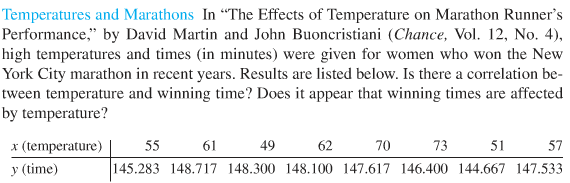 Temperatures and Marathons In “The Effects of Temperature on Marathon Runner’s
Performance,” by David Martin and John Buoncristiani (Chance, Vol. 12, No. 4),
high temperatures and times (in minutes) were given for women who won the New
York City marathon in recent years. Results are listed below. Is there a correlation be-
tween temperature and winning time? Does it appear that winning times are affected
by temperature?
x (temperature) 55 61 49 62 70 73 51 57
y (time) 145.283 148.717 148.300 148.100 147.617 146.400 144.667 147.533